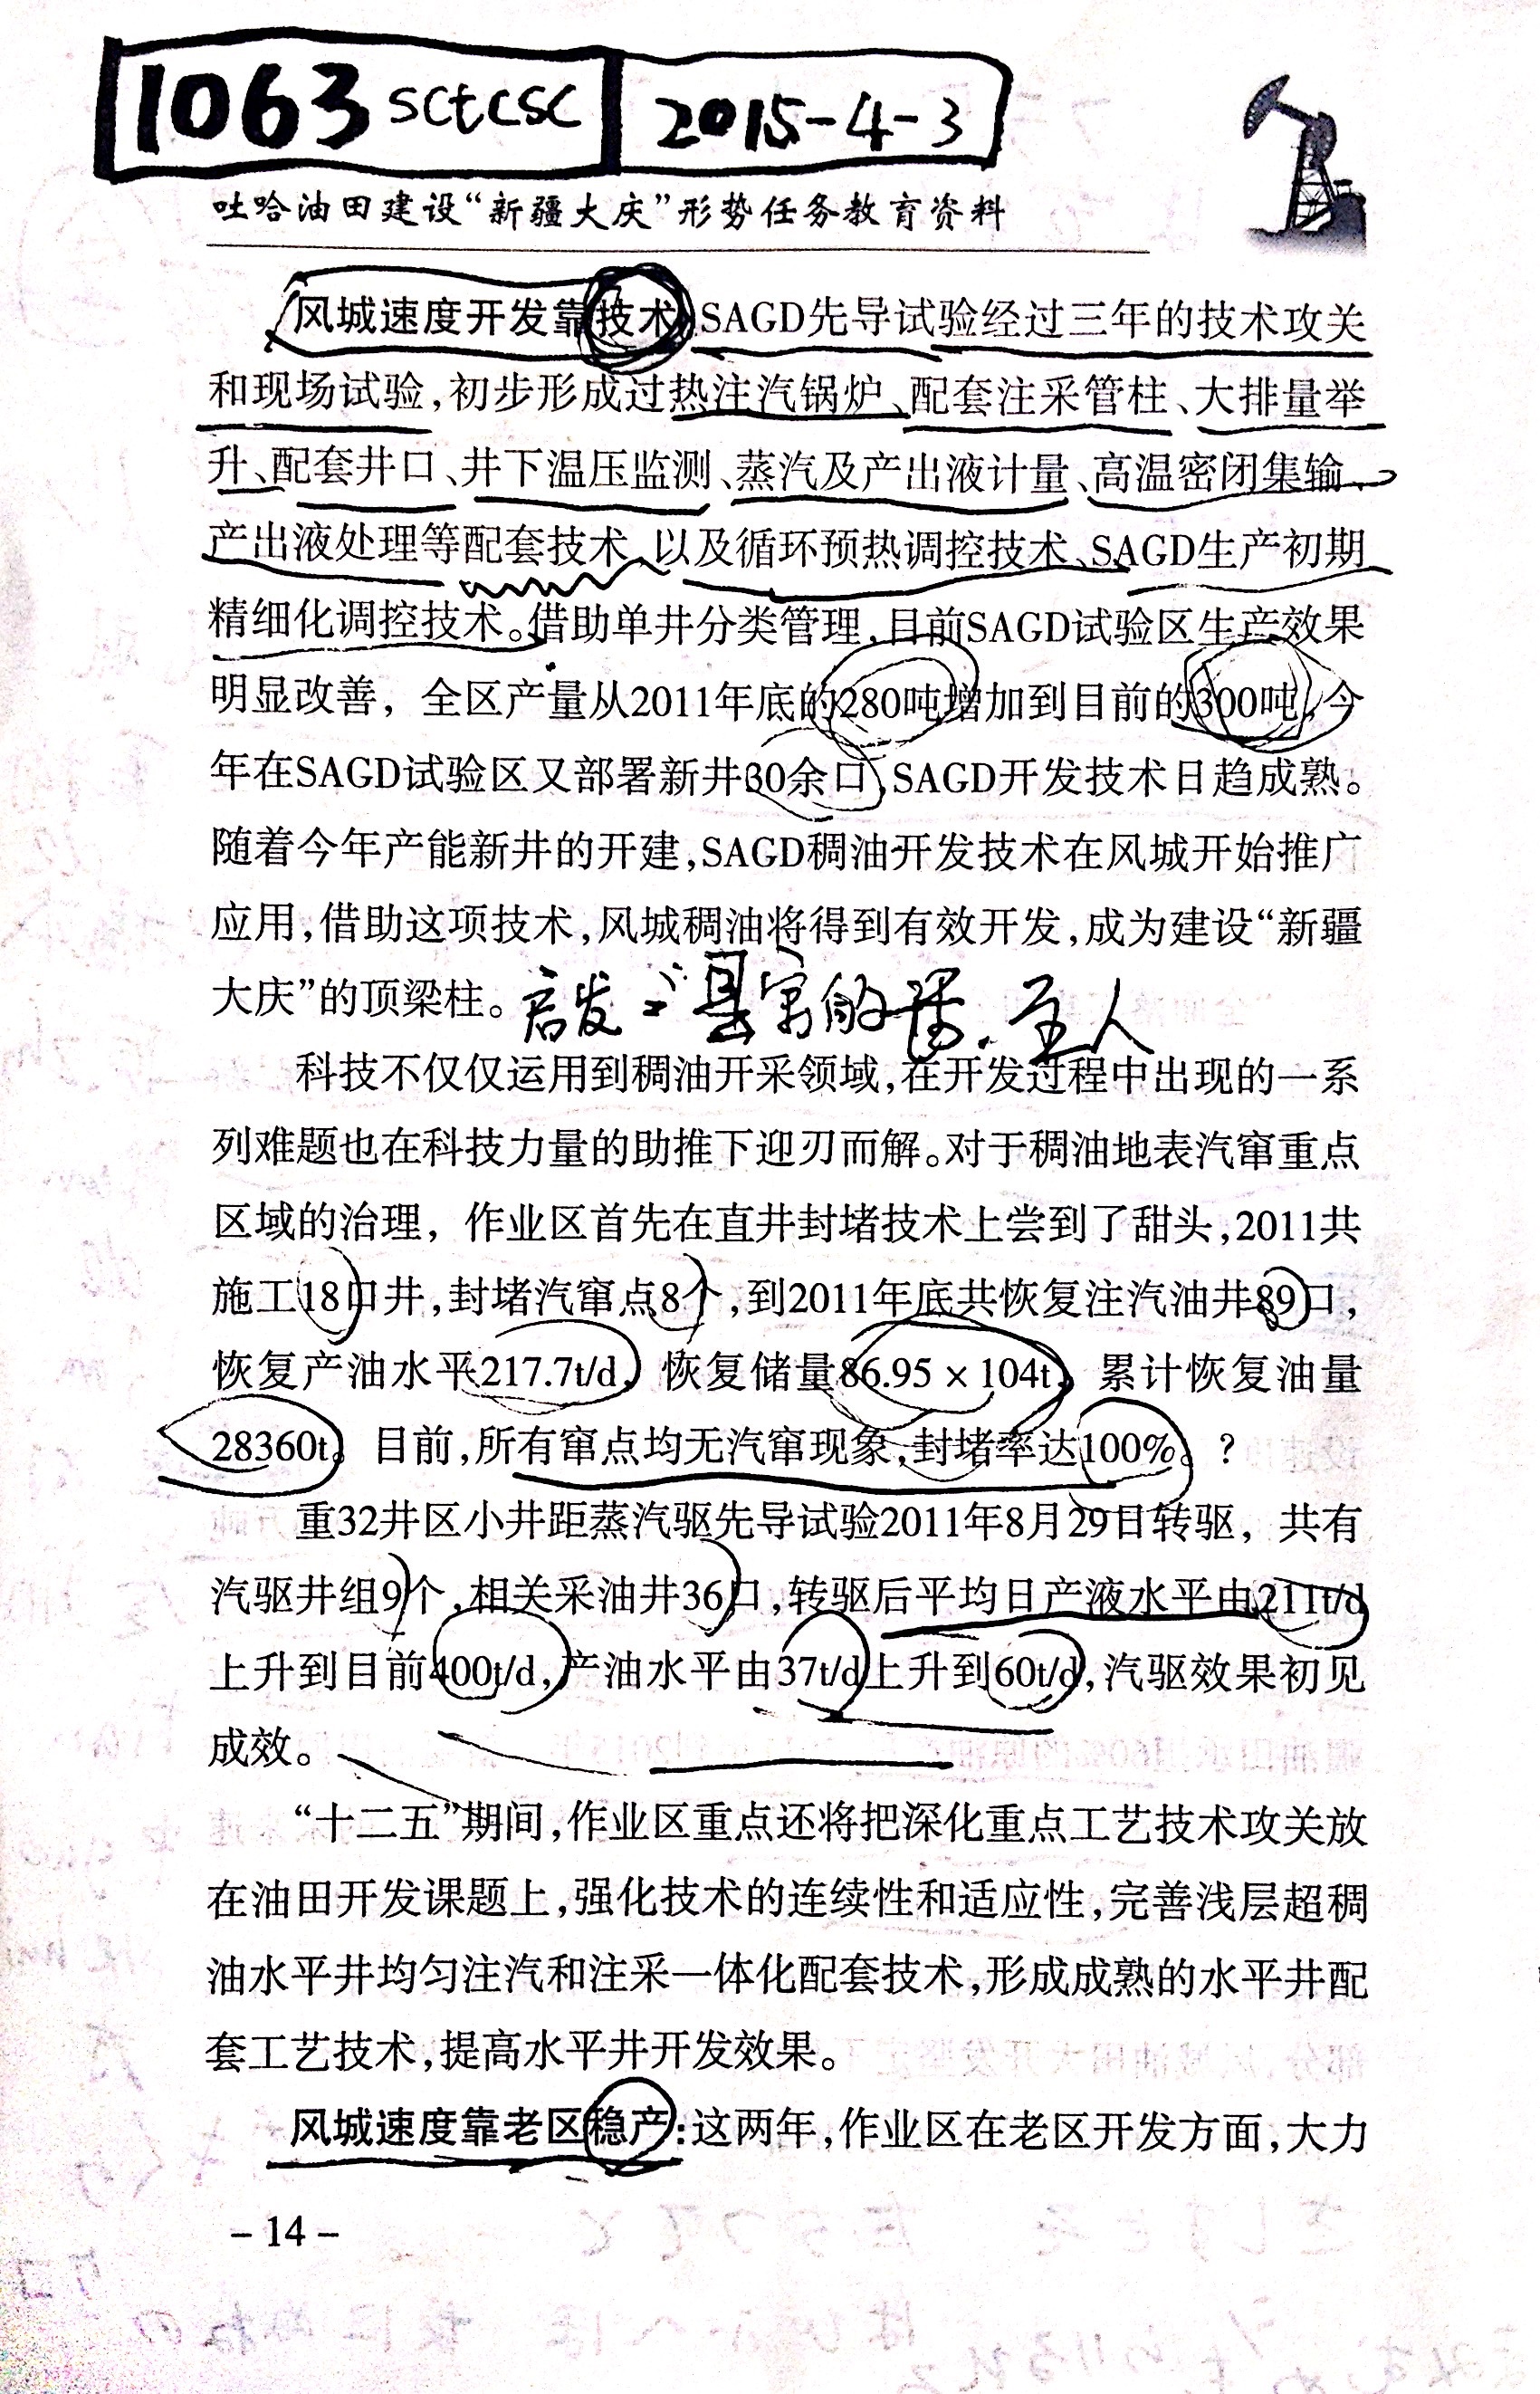 1063 sctcsc 2015-4-3
吐哈油田建设“新疆大庆”形势任务教育资料
风城速度开发靠技术:SAGD先导试验经过三年的技术攻关
和现场试验,初步形成过热注汽锅炉、配套注采管柱、大排量举
升、配套井口、井下温压监测、蒸汽及产出液计量、高温密闭集输、
产出液处理等配套技术,以及循环预热调控技术、SAGD生产初期
精细化调控技术。借助单井分类管理,目前SAGD试验区生产效果
明显改善，全区产量从2011年底的280吨增加到目前的300吨,今
年在SAGD试验区又部署新井30余口,SAGD开发技术日趋成熟。
随着今年产能新井的开建,SAGD稠油开发技术在风城开始推广
应用,借助这项技术,风城稠油将得到有效开发,成为建设“新疆
大庆”的顶梁柱。
启发
科技不仅仅运用到稠油开采领域,在开发过程中出现的一系
列难题也在科技力量的助推下迎刃而解。对于稠油地表汽窜重点
区域的治理，作业区首先在直井封堵技术上尝到了甜头,2011共
施工18口井,封堵汽窜点8个,到2011年底共恢复注汽油井89口,
恢复产油水平217.7t/d，恢复储量86.95×104t，累计恢复油量
28360t。目前,所有窜点均无汽窜现象,封堵率达100%。?
重32井区小井距蒸汽驱先导试验2011年8月29日转驱，共有
汽驱井组9个,相关采油井36口,转驱后平均日产液水平由211t/d
上升到目前400t/d,产油水平由37t/d上升到60t/d,汽驱效果初见
成效。
“十二五”期间,作业区重点还将把深化重点工艺技术攻关放
在油田开发课题上,强化技术的连续性和适应性,完善浅层超稠
油水平井均匀注汽和注采一体化配套技术,形成成熟的水平井配
套工艺技术,提高水平井开发效果。
风城速度靠老区稳产:这两年,作业区在老区开发方面,大力
-14-